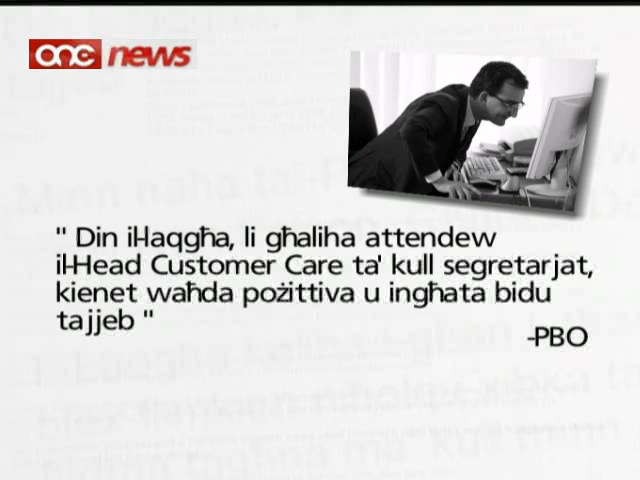 one news
" Din il-laqgħa, li għaliha attendew
il-Head Customer Care ta' kull segretarjat,
kienet waħda pożittiva u ingħata bidu
tajjeb "
-PBO